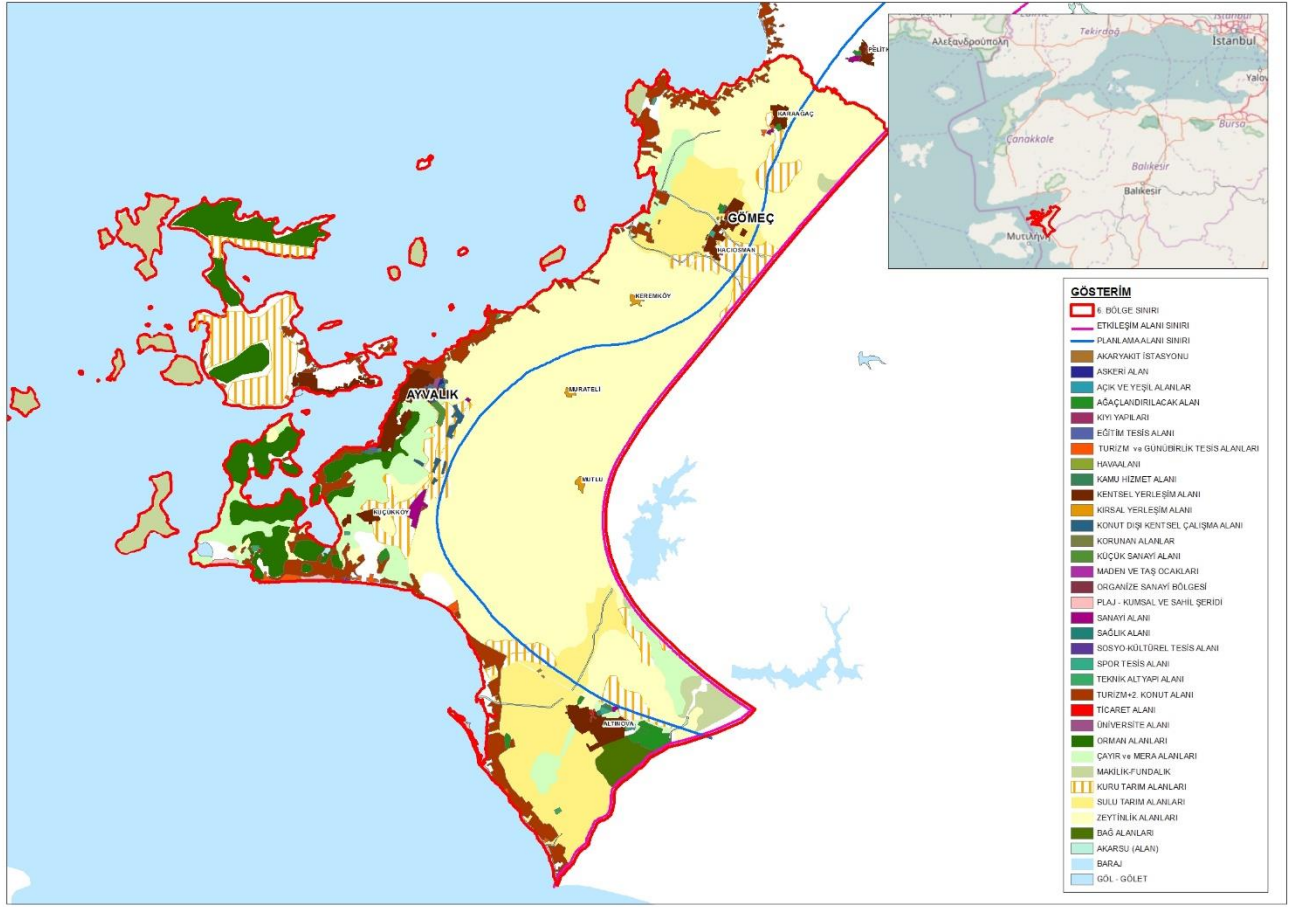 PELİTK
KARAAĞAÇ
GÖMEÇ
HACIOSMAN
KEREMKÖY
MURATELİ
AYVALIK
MUTLU
KÜÇÜKKÖY
ALTINOVA
Αλεξανδρούπολη
Tekirdağ
İstanbul
İstanbul
Yalov
Çanakkale
Bursa
Balıkesir
Balıkesir
Μυτιλήνη
GÖSTERİM
6. BÖLGE SINIRI
ETKİLEŞİM ALANI SINIRI
PLANLAMA ALANI SINIRI
AKARYAKIT İSTASYONU
ASKERİ ALAN
AÇIK VE YEŞİL ALANLAR
AĞAÇLANDIRILACAK ALAN
KIYI YAPILARI
EĞİTİM TESİS ALANI
TURİZM ve GÜNÜBİRLİK TESİS ALANLARI
HAVAALANI
KAMU HİZMET ALANI
KENTSEL YERLEŞİM ALANI
KIRSAL YERLEŞİM ALANI
KONUT DIŞI KENTSEL ÇALIŞMA ALANI
KORUNAN ALANLAR
KÜÇÜK SANAYİ ALANI
MADEN VE TAŞ OCAKLARI
ORGANİZE SANAYİ BÖLGESİ
PLAJ - KUMSAL VE SAHİL ŞERİDİ
SANAYİ ALANI
SAĞLIK ALANI
SOSYO-KÜLTÜREL TESİS ALANI
SPOR TESİS ALANI
TEKNİK ALTYAPI ALANI
TURİZM+2. KONUT ALANI
TİCARET ALANI
ÜNİVERSİTE ALANI
ORMAN ALANLARI
ÇAYIR ve MERA ALANLARI
MAKİLİK-FUNDALIK
KURU TARIM ALANLARI
SULU TARIM ALANLARI
ZEYTİNLİK ALANLARI
BAĞ ALANLARI
AKARSU (ALAN)
BARAJ
GÖL - GÖLET